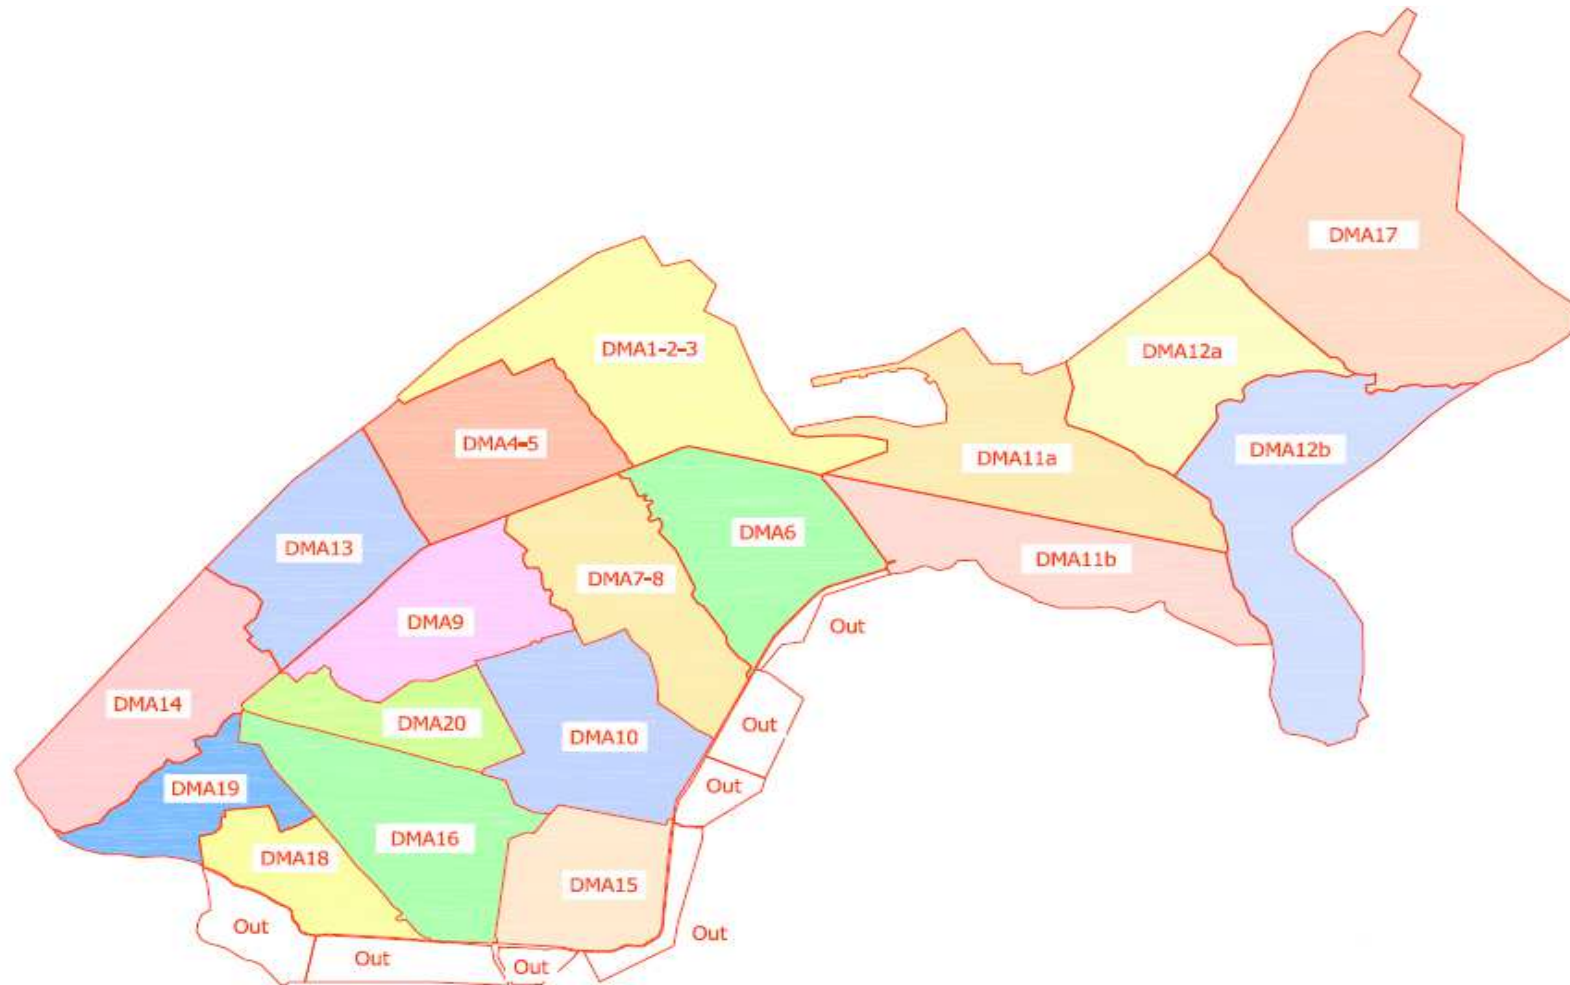 DMA17
DMA1-2-3
DMA12a
DMA4-5
DMA11a
DMA12b
DMA6
DMA13
DMA11b
DMA7-8
DMA9
Out
DMA14
DMA20
Out
DMA10
Out
DMA19
DMA16
DMA18
DMA15
Out
Out
Out
Out